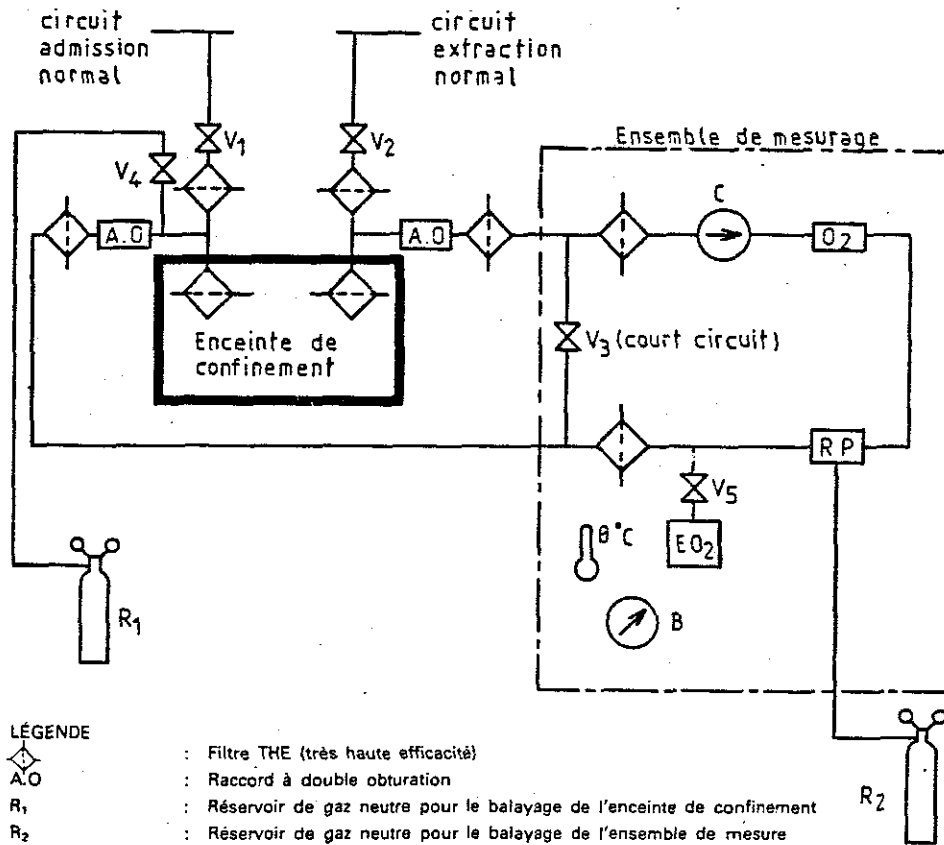 circuit
admission
normal
circuit
extraction
normal
V1
V2
V4
Ensemble de mesurage
C
A.O
A.O
O2
V3 (court circuit)
Enceinte de
confinement
RP
V5
θ°C
EO2
B
R1
R2
LÉGENDE
: Filtre THE (très haute efficacité)
A.O : Raccord à double obturation
R1 : Réservoir de gaz neutre pour le balayage de l'enceinte de confinement
R2 : Réservoir de gaz neutre pour le balayage de l'ensemble de mesure